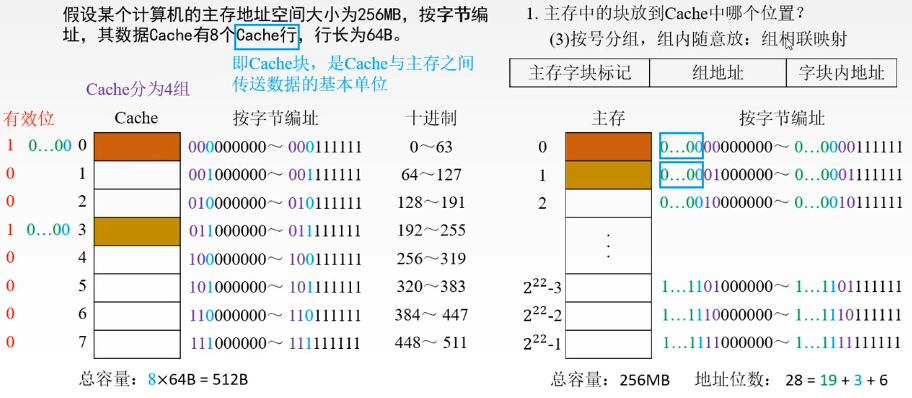 假设某个计算机的主存地址空间大小为256MB，按字节编
址，其数据Cache有8个Cache行，行长为64B。
即Cache块，是Cache与主存之间
传送数据的基本单位
Cache分为4组
1. 主存中的块放到Cache中哪个位置？
(3)按号分组，组内随意放：组相联映射
主存字块标记 组地址 字块内地址
有效位 Cache 按字节编址 十进制
1 0…00 0 000000000～ 000111111 0～63
0 1 001000000～ 001111111 64～127
0 2 010000000～ 010111111 128～191
1 0…00 3 011000000～ 011111111 192～255
0 4 100000000～ 100111111 256～319
0 5 101000000～ 101111111 320～383
0 6 110000000～ 110111111 384～ 447
0 7 111000000～ 111111111 448～ 511
总容量：8×64B = 512B
主存 按字节编址
0 0…0000000000～ 0…0000111111
1 0…0001000000～ 0…0001111111
2 0…0010000000～ 0…0010111111
⋮
2²²-3 1…1101000000～ 1…1101111111
2²²-2 1…1110000000～ 1…1110111111
2²²-1 1…1111000000～ 1…1111111111
总容量：256MB 地址位数： 28 = 19 + 3 + 6